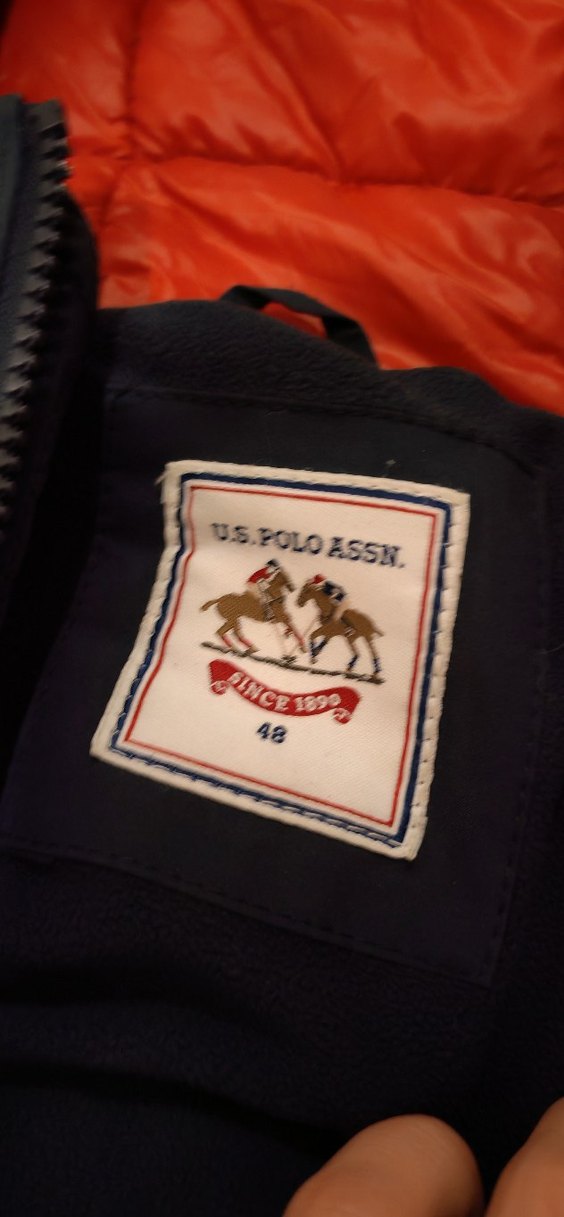 U.S. POLO ASSN.
SINCE 1890
48